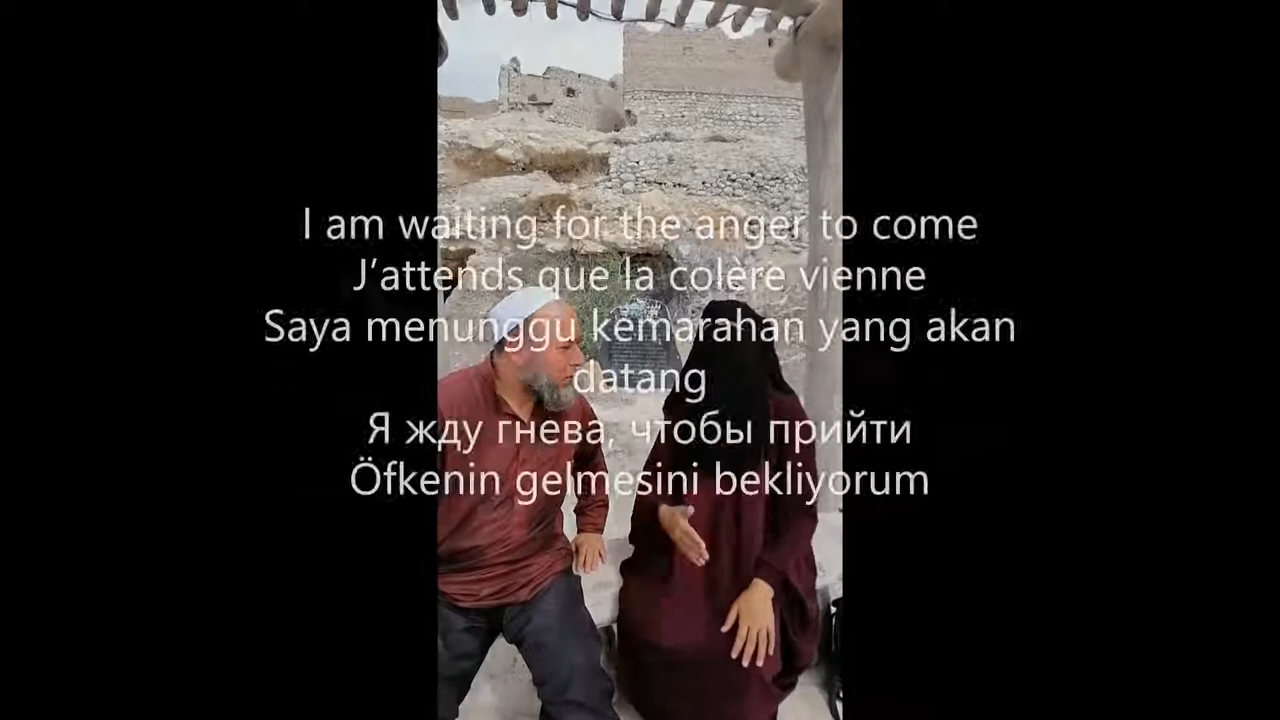 I am waiting for the anger to come
J’attends que la colère vienne
Saya menunggu kemarahan yang akan
datang
Я жду гнева, чтобы прийти
Öfkenin gelmesini bekliyorum